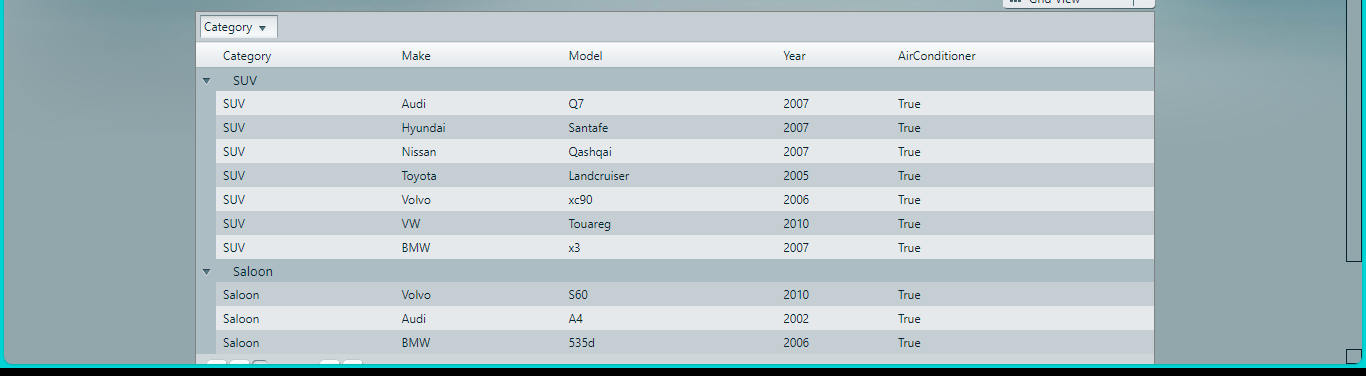 Grid View
Category
Category Make Model Year AirConditioner
SUV
SUV Audi Q7 2007 True
SUV Hyundai Santafe 2007 True
SUV Nissan Qashqai 2007 True
SUV Toyota Landcruiser 2005 True
SUV Volvo xc90 2006 True
SUV VW Touareg 2010 True
SUV BMW x3 2007 True
Saloon
Saloon Volvo S60 2010 True
Saloon Audi A4 2002 True
Saloon BMW 535d 2006 True